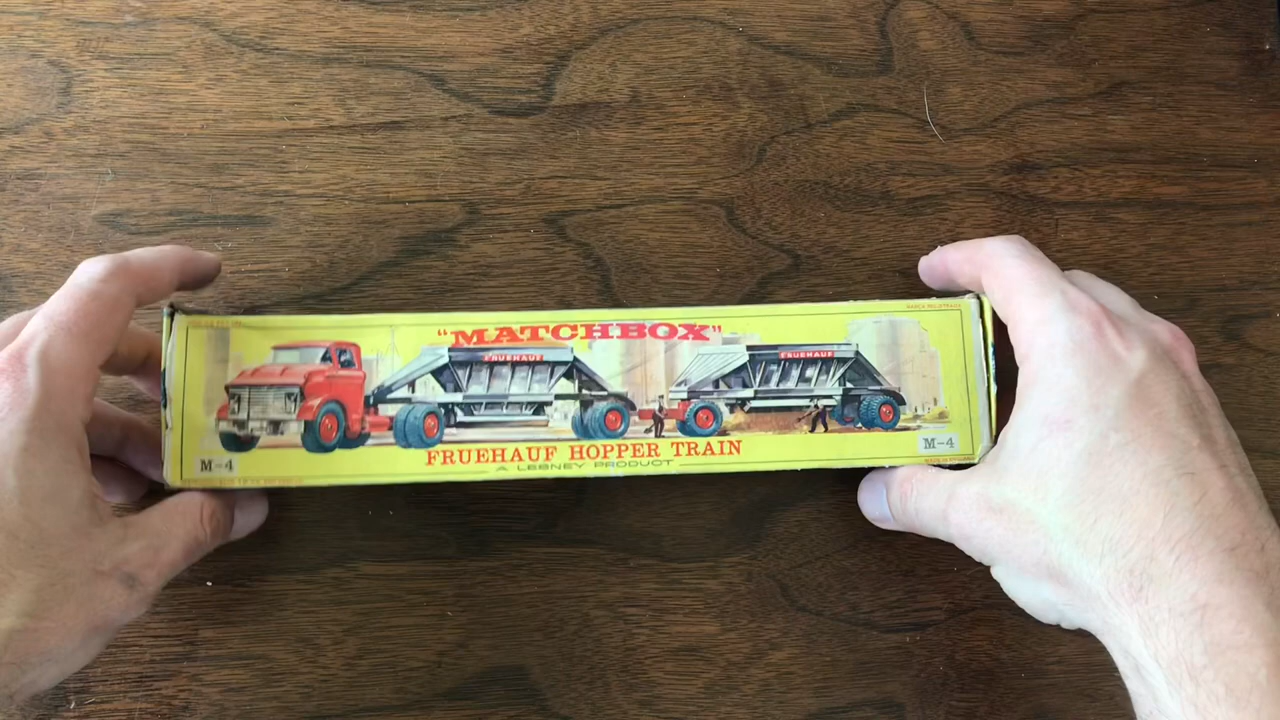 "MATCHBOX"
FRUEHAUF
FRUEHAUF
M-4
FRUEHAUF HOPPER TRAIN
M-4
A LESNEY PRODUCT